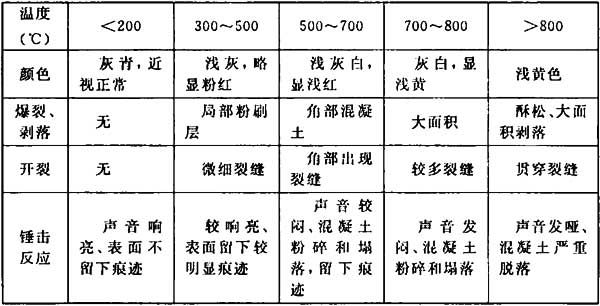 温度
(℃)
<200
300～500
500～700
700～800
>800
颜色
灰青，近
视正常
浅灰，略
显粉红
浅灰白，
显浅红
灰白，显
浅黄
浅黄色
爆裂、
剥落
无
局部粉刷
层
角部混凝
土
大面积
酥松、大面
积剥落
开裂
无
微细裂缝
角部出现
裂缝
较多裂缝
贯穿裂缝
锤击
反应
声音响
亮、表面不
留下痕迹
较响亮、
表面留下较
明显痕迹
声音较
闷、混凝土
粉碎和塌
落，留下痕
迹
声音发
闷、混凝土
粉碎和塌落
声音发哑、
混凝土严重
脱落